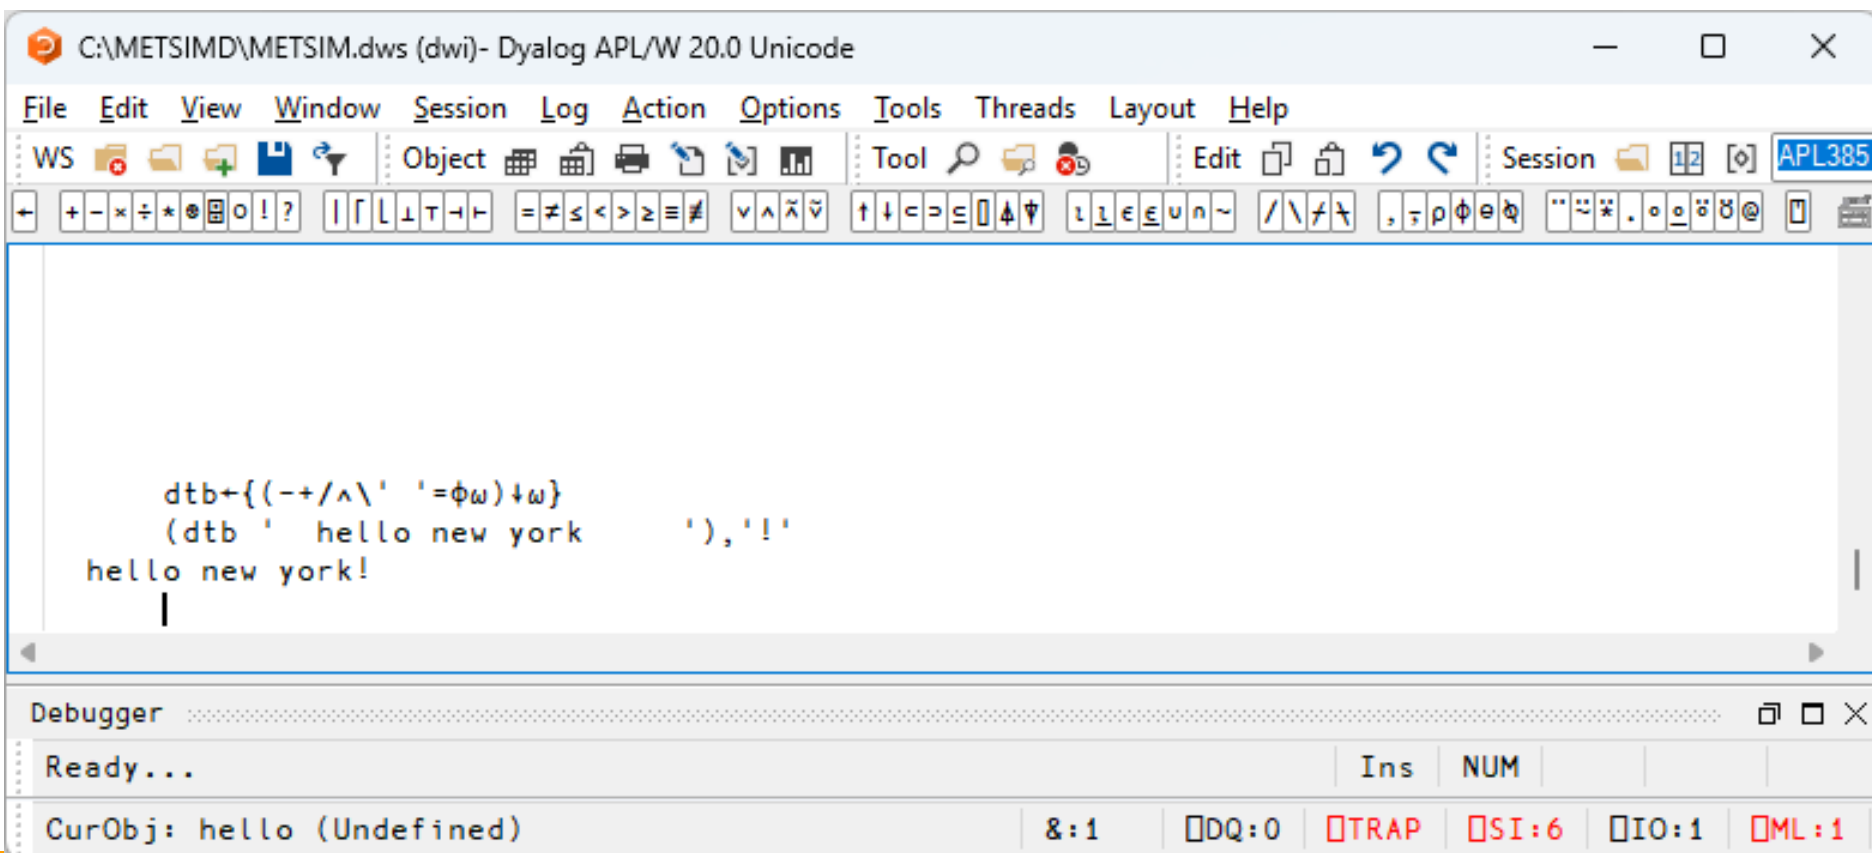 C:\METSIMD\METSIM.dws (dwi)- Dyalog APL/W 20.0 Unicode
File Edit View Window Session Log Action Options Tools Threads Layout Help
WS Object Tool Edit Session APL385
← + - × ÷ * ⍟ ⌹ ○ ! ? | ⌈ ⌊ ⊥ ⊤ ⊣ ⊢ = ≠ ≤ < > ≥ ≡ ≢ ∨ ∧ ⍲ ⍱ ↑ ↓ ⊂ ⊃ ⊆ ⌷ ⍋ ⍒ ⍳ ⍸ ∊ ⍷ ∪ ∩ ~ / \ ⌿ ⍀ , ⍪ ⍴ ⌽ ⊖ ⍉ ¨ ⍨ ⍣ . ∘ ⍛ ⍤ ⍥ @ ⍞
dtb←{(-+/∧\' '=⌽⍵)↓⍵}
(dtb '  hello new york     '),'!'
  hello new york!
Debugger
Ready... Ins NUM
CurObj: hello (Undefined) &:1 ⎕DQ:0 ⎕TRAP ⎕SI:6 ⎕IO:1 ⎕ML:1